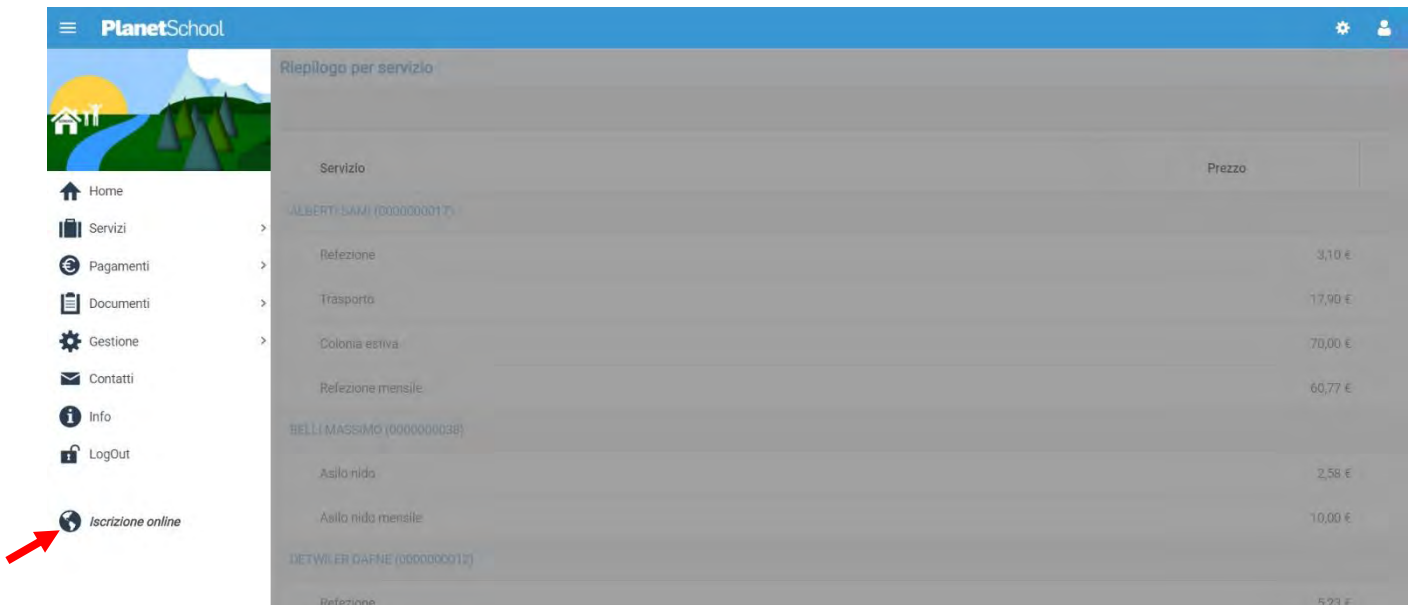 PlanetSchool
Riepilogo per servizio
Servizio Prezzo
Home
Servizi
Pagamenti
Documenti
Gestione
Contatti
Info
LogOut
Iscrizione online
ALBERTI SAMI (0000000017)
Refezione 3,10 €
Trasporto 17,90 €
Colonia estiva 70,00 €
Refezione mensile 60,77 €
BELLI MASSIMO (0000000038)
Asilo nido 2,58 €
Asilo nido mensile 10,00 €
DETWILER DAFNE (0000000012)
Refezione 5,23 €